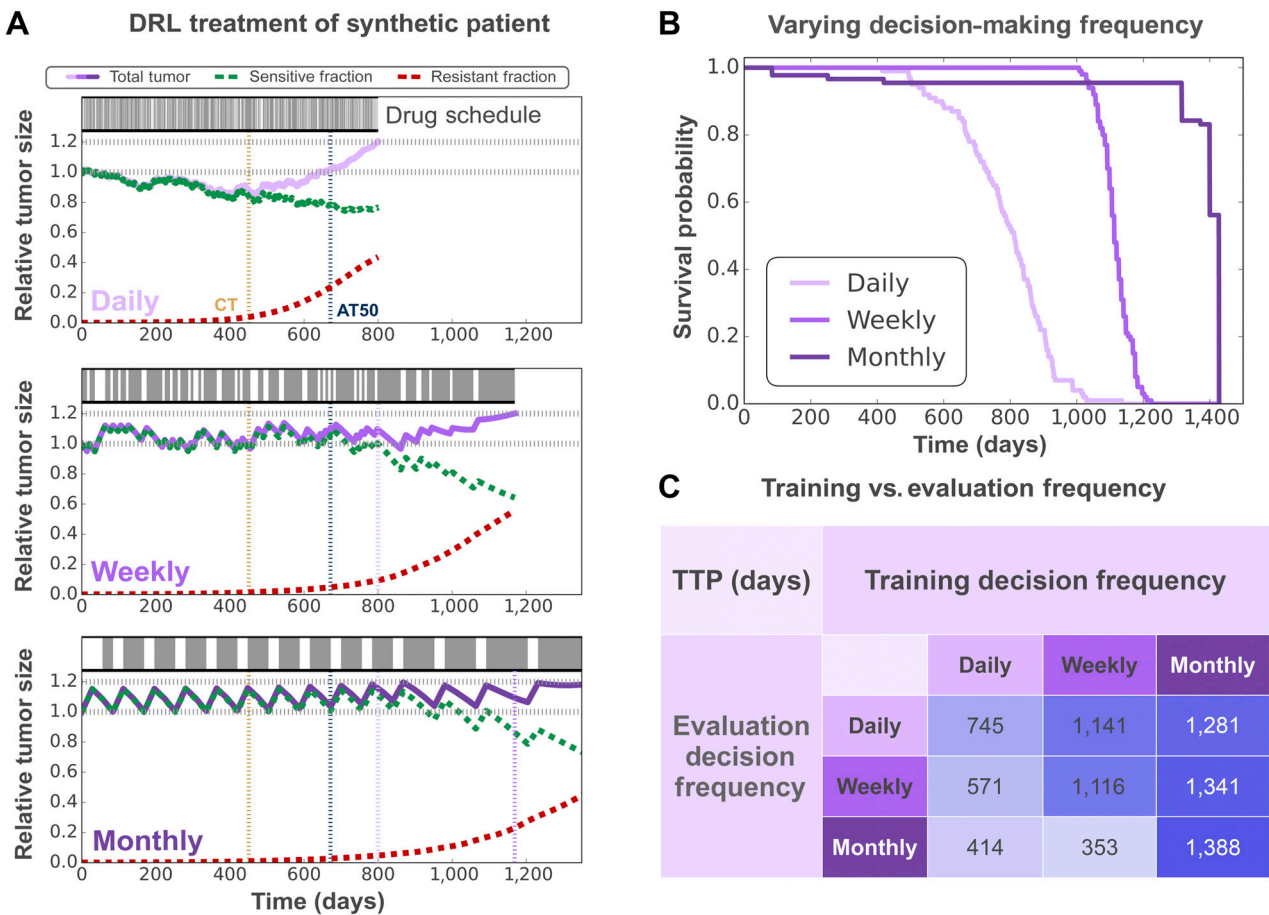 A
DRL treatment of synthetic patient
Total tumor
Sensitive fraction
Resistant fraction
Drug schedule
Relative tumor size
1.2
1.0
0.8
0.6
0.4
0.2
0.0
Daily
CT
AT50
0
200
400
600
800
1,000
1,200
Relative tumor size
1.2
1.0
0.8
0.6
0.4
0.2
0.0
Weekly
0
200
400
600
800
1,000
1,200
Relative tumor size
1.2
1.0
0.8
0.6
0.4
0.2
0.0
Monthly
0
200
400
600
800
1,000
1,200
Time (days)
B
Varying decision-making frequency
Survival probability
1.0
0.8
0.6
0.4
0.2
0.0
Daily
Weekly
Monthly
0
200
400
600
800
1,000
1,200
1,400
Time (days)
C
Training vs. evaluation frequency
TTP (days)
Training decision frequency
Daily
Weekly
Monthly
Evaluation
decision
frequency
Daily
745
1,141
1,281
Weekly
571
1,116
1,341
Monthly
414
353
1,388